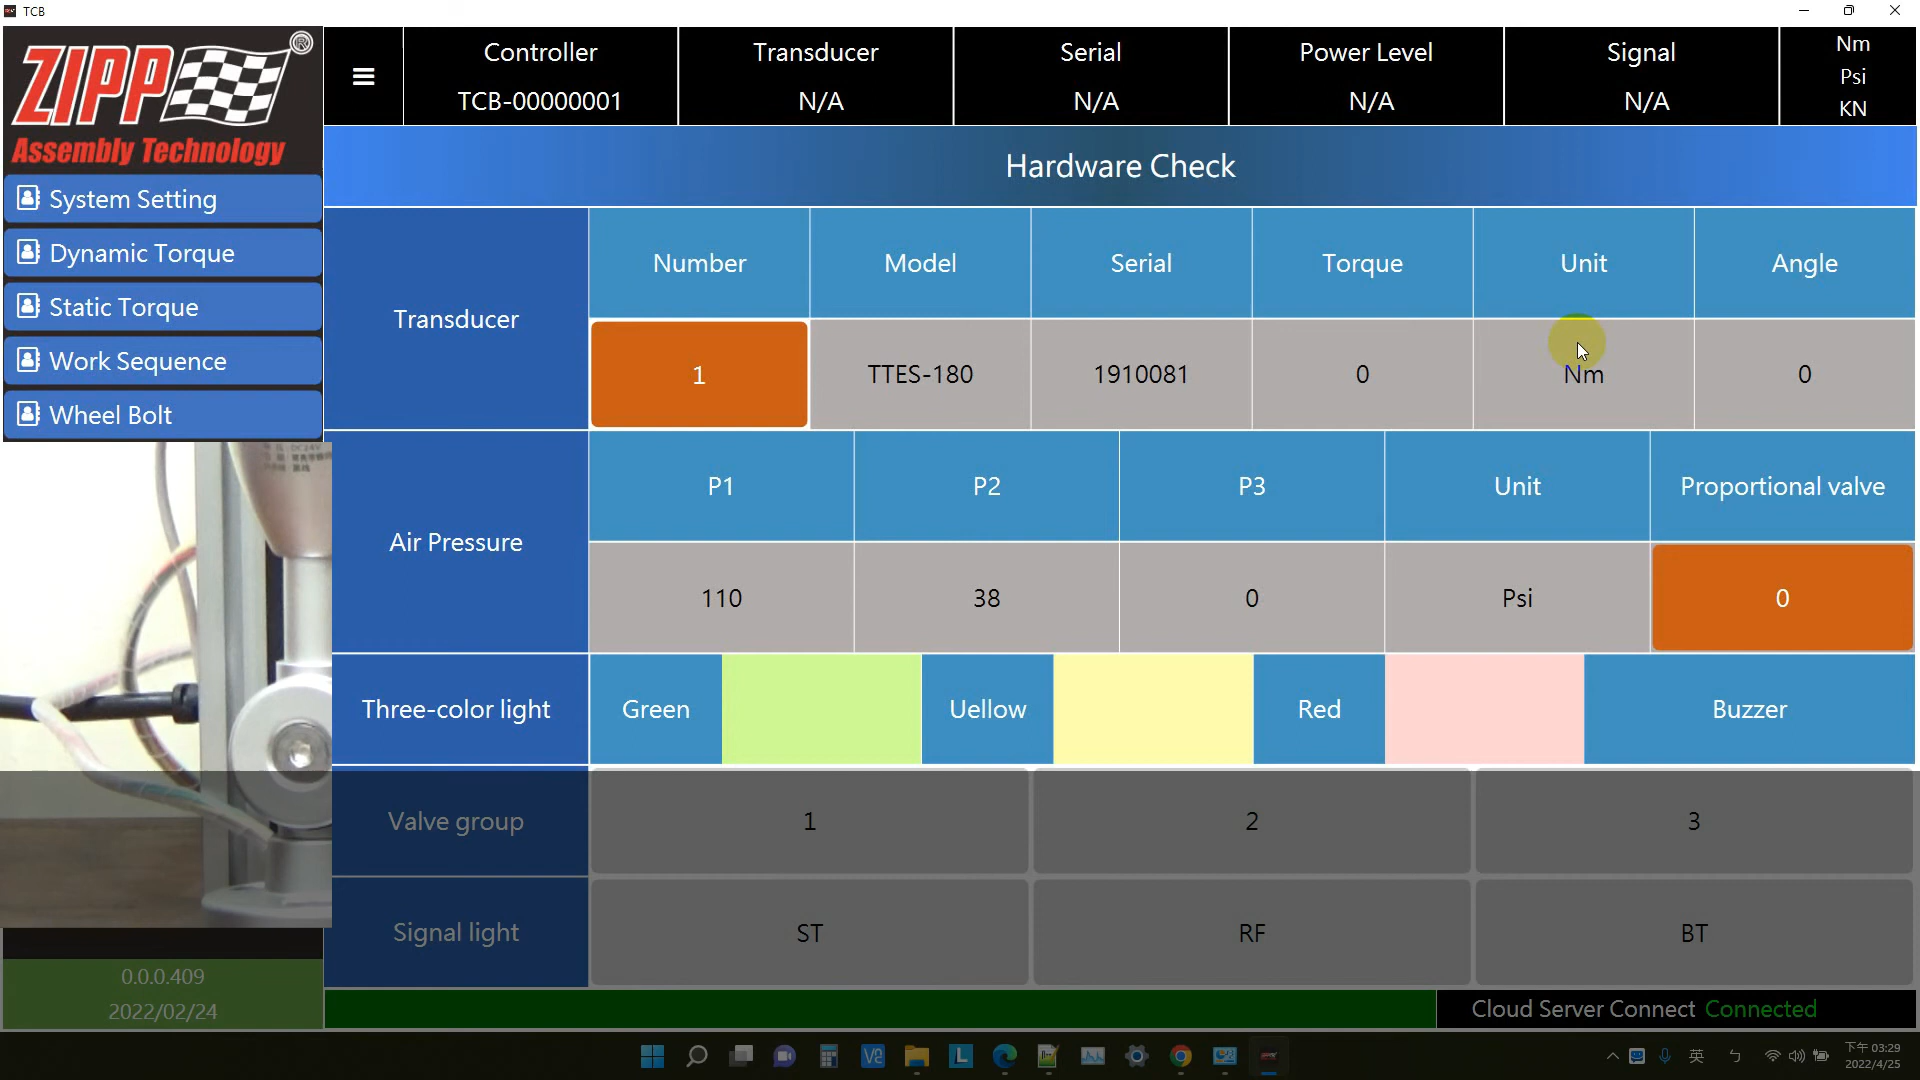 TCB
ZIPP®
Assembly Technology
Controller
TCB-00000001
Transducer
N/A
Serial
N/A
Power Level
N/A
Signal
N/A
Nm
Psi
KN
System Setting
Dynamic Torque
Static Torque
Work Sequence
Wheel Bolt
Hardware Check
Transducer
Number
Model
Serial
Torque
Unit
Angle
1
TTES-180
1910081
0
Nm
0
Air Pressure
P1
P2
P3
Unit
Proportional valve
110
38
0
Psi
0
Three-color light
Green
Uellow
Red
Buzzer
Valve group
1
2
3
Signal light
ST
RF
BT
0.0.0.409
2022/02/24
Cloud Server Connect Connected
英
ㄅ
下午 03:29
2022/4/25